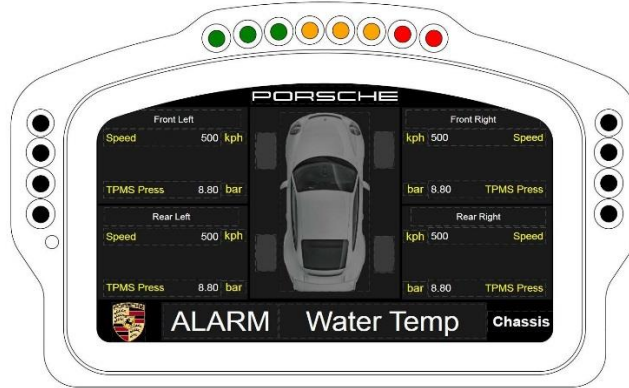 PORSCHE
Front Left
Speed 500 kph
TPMS Press 8.80 bar
Front Right
kph 500 Speed
bar 8.80 TPMS Press
Rear Left
Speed 500 kph
TPMS Press 8.80 bar
Rear Right
kph 500 Speed
bar 8.80 TPMS Press
ALARM Water Temp Chassis